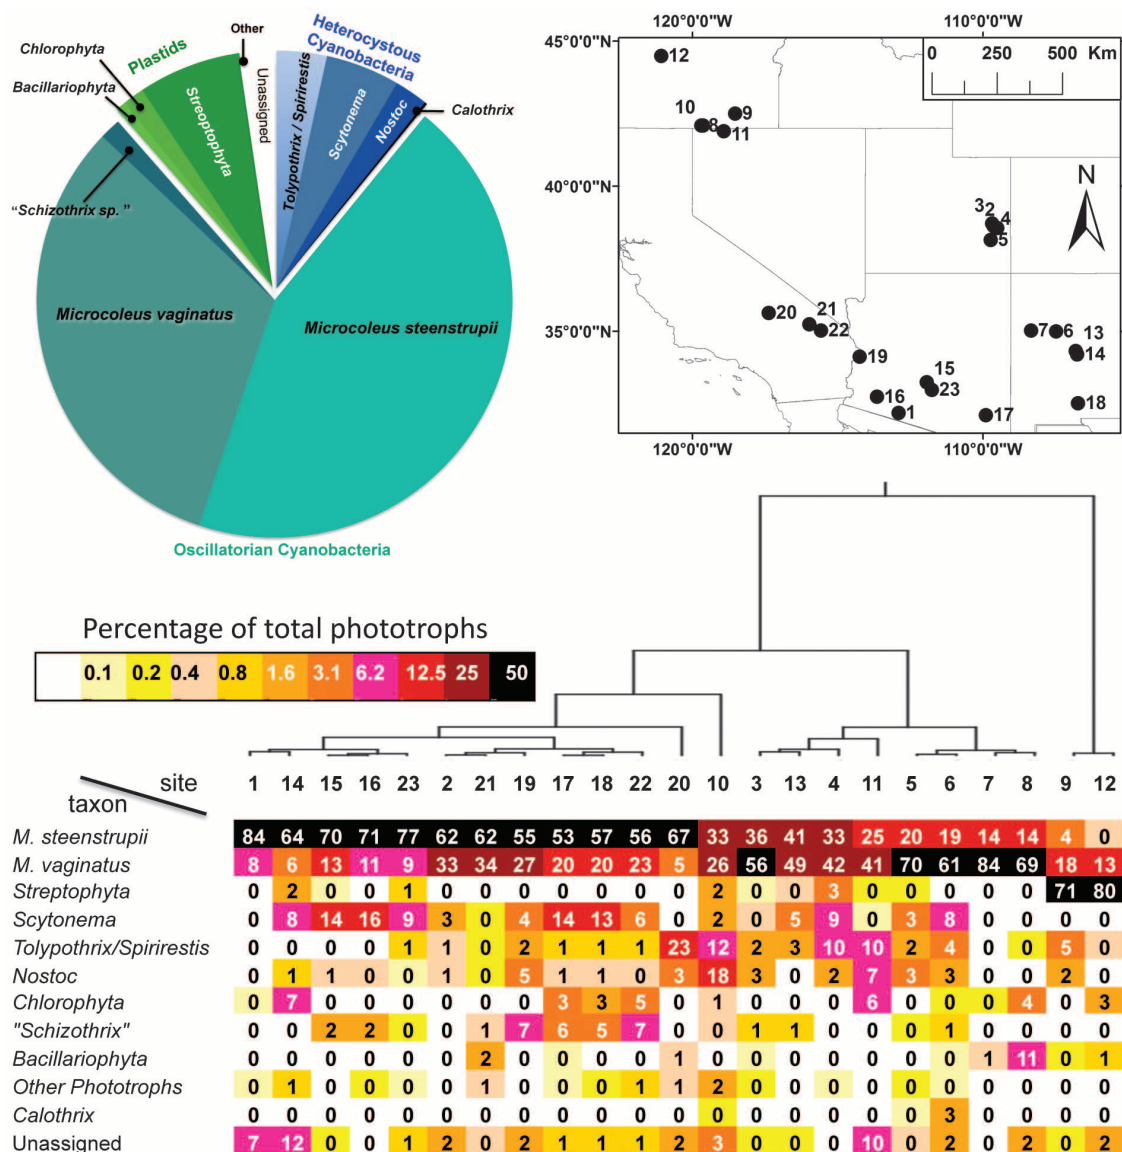 Other
Heterocystous
Cyanobacteria
Chlorophyta
Plastids
Bacillariophyta
Streoptophyta
Unassigned
Tolypothrix / Spirirestis
Scytonema
Nostoc
Calothrix
“Schizothrix sp. ”
Microcoleus vaginatus
Microcoleus steenstrupii
Oscillatorian Cyanobacteria
120°0'0"W 110°0'0"W
45°0'0"N
0 250 500 Km
12
10 8 9
11
40°0'0"N
N
3 2 4
5
35°0'0"N
20 21
22
7 6 13
14
19
15
16 23
1 17 18
120°0'0"W 110°0'0"W
Percentage of total phototrophs
0.1 0.2 0.4 0.8 1.6 3.1 6.2 12.5 25 50
site
taxon
1 14 15 16 23 2 21 19 17 18 22 20 10 3 13 4 11 5 6 7 8 9 12
M. steenstrupii 84 64 70 71 77 62 62 55 53 57 56 67 33 36 41 33 25 20 19 14 14 4 0
M. vaginatus 8 6 13 11 9 33 34 27 20 20 23 5 26 56 49 42 41 70 61 84 69 18 13
Streptophyta 0 2 0 0 1 0 0 0 0 0 0 0 2 0 0 3 0 0 0 0 0 71 80
Scytonema 0 8 14 16 9 3 0 4 14 13 6 0 2 0 5 9 0 3 8 0 0 0 0
Tolypothrix/Spirirestis 0 0 0 0 1 1 0 2 1 1 1 23 12 2 3 10 10 2 4 0 0 5 0
Nostoc 0 1 1 0 0 1 0 5 1 1 0 3 18 3 0 2 7 3 3 0 0 2 0
Chlorophyta 0 7 0 0 0 0 0 0 3 3 5 0 1 0 0 0 6 0 0 0 4 0 3
"Schizothrix" 0 0 2 2 0 0 1 7 6 5 7 0 0 1 1 0 0 0 1 0 0 0 0
Bacillariophyta 0 0 0 0 0 0 2 0 0 0 0 1 0 0 0 0 0 0 0 1 11 0 1
Other Phototrophs 0 1 0 0 0 0 1 0 0 0 1 1 2 0 0 0 0 0 0 0 0 0 0
Calothrix 0 0 0 0 0 0 0 0 0 0 0 0 0 0 0 0 0 0 3 0 0 0 0
Unassigned 7 12 0 0 1 2 0 2 1 1 1 2 3 0 0 0 10 0 2 0 2 0 2